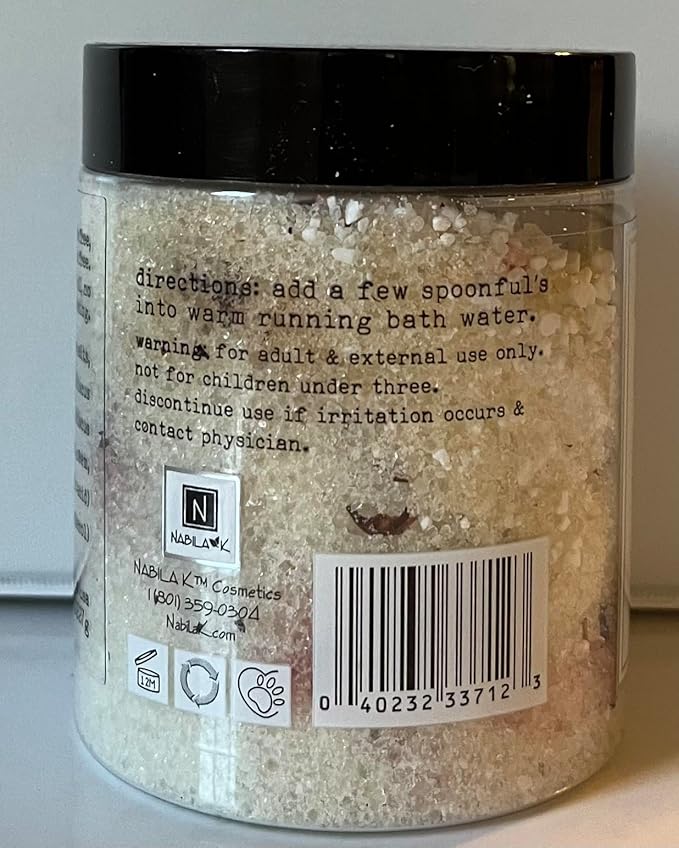 directions: add a few spoonful's
into warm running bath water.
warning: for adult & external use only.
not for children under three.
discontinue use if irritation occurs &
contact physician.
N
NABILA K
NABILA K™ Cosmetics
1 (801) 359-0304
NabilaK.com
12M
0 40232 33712 3